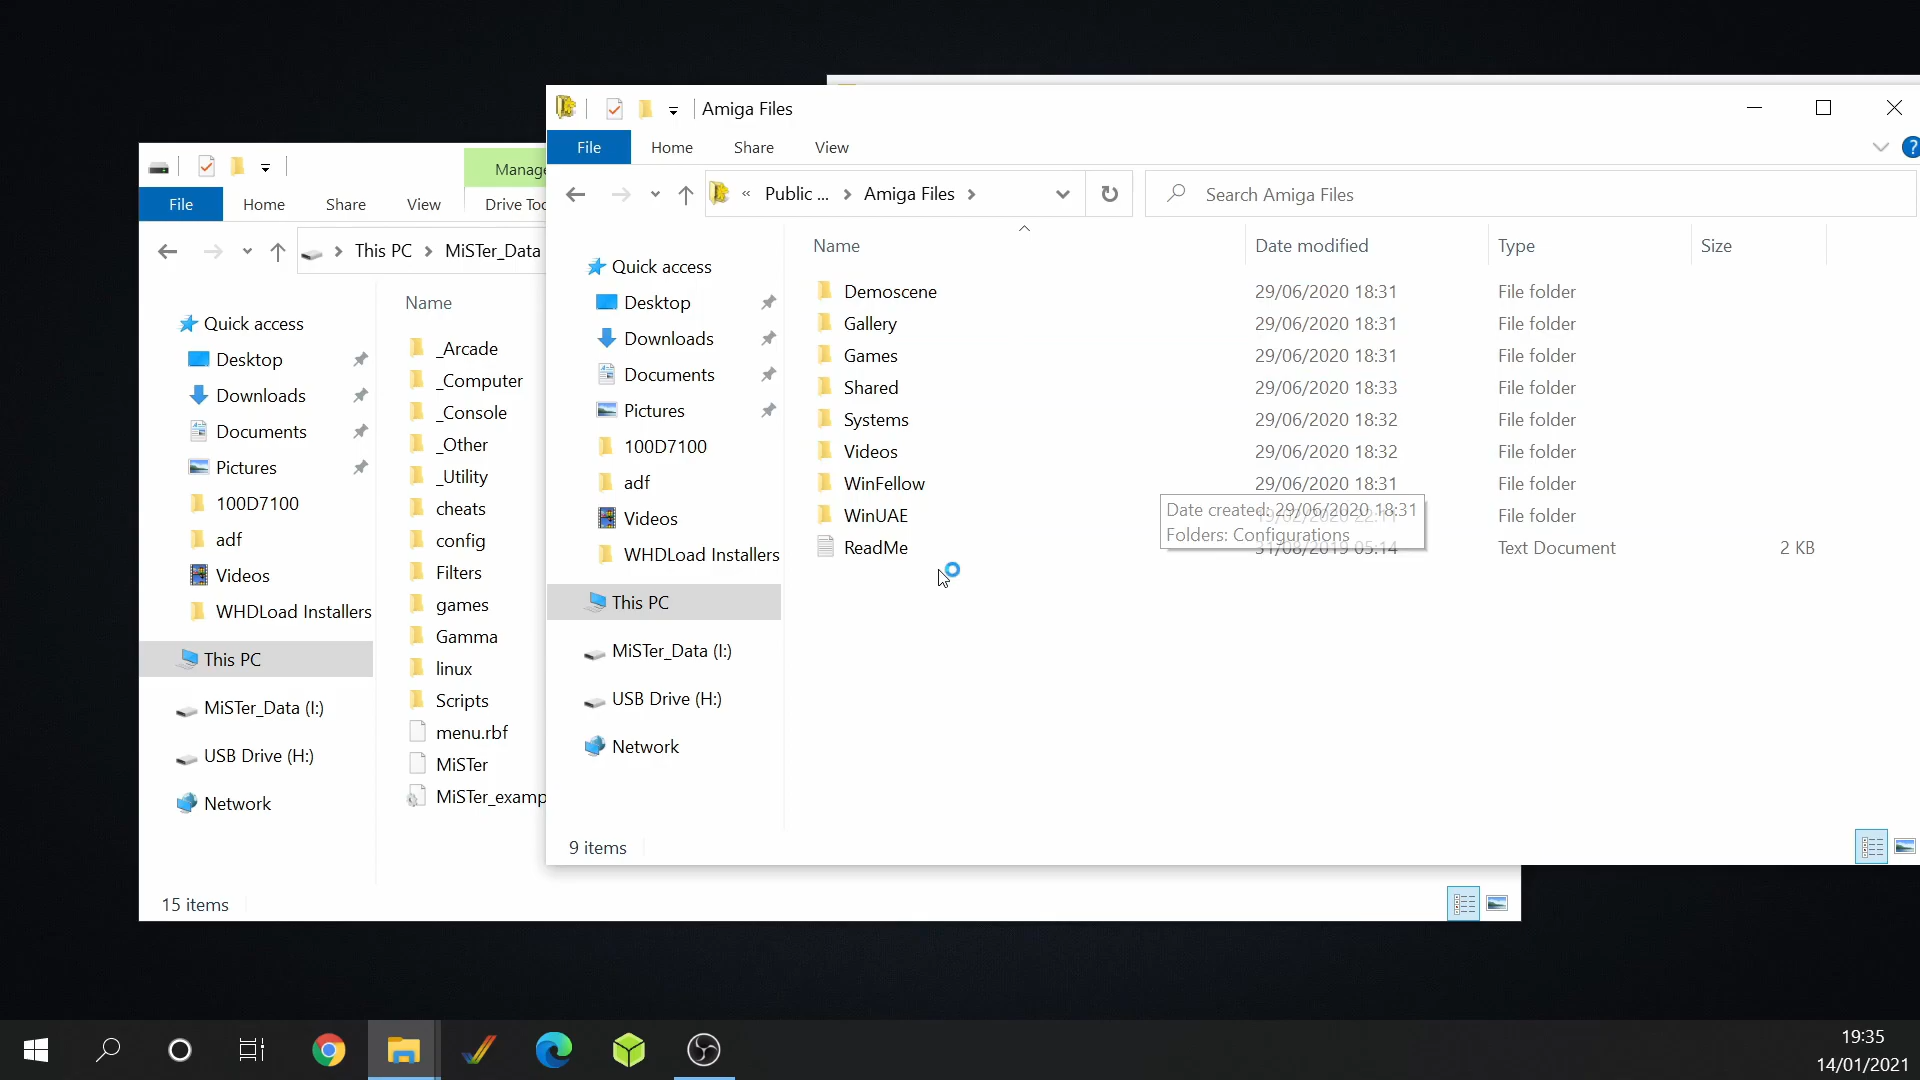 Amiga Files
File Home Share View
« Public ... > Amiga Files >
Search Amiga Files
Name Date modified Type Size
Quick access
Desktop
Downloads
Documents
Pictures
100D7100
adf
Videos
WHDLoad Installers
This PC
MiSTer_Data (I:)
USB Drive (H:)
Network
Demoscene 29/06/2020 18:31 File folder
Gallery 29/06/2020 18:31 File folder
Games 29/06/2020 18:31 File folder
Shared 29/06/2020 18:33 File folder
Systems 29/06/2020 18:32 File folder
Videos 29/06/2020 18:32 File folder
WinFellow 29/06/2020 18:31 File folder
WinUAE File folder
ReadMe 31/08/2019 05:14 Text Document 2 KB
Date created: 29/06/2020 18:31
Folders: Configurations
9 items
Manage
File Home Share View Drive Too
This PC > MiSTer_Data
Name
Quick access
Desktop
Downloads
Documents
Pictures
100D7100
adf
Videos
WHDLoad Installers
This PC
MiSTer_Data (I:)
USB Drive (H:)
Network
_Arcade
_Computer
_Console
_Other
_Utility
cheats
config
Filters
games
Gamma
linux
Scripts
menu.rbf
MiSTer
MiSTer_examp
15 items
19:35
14/01/2021